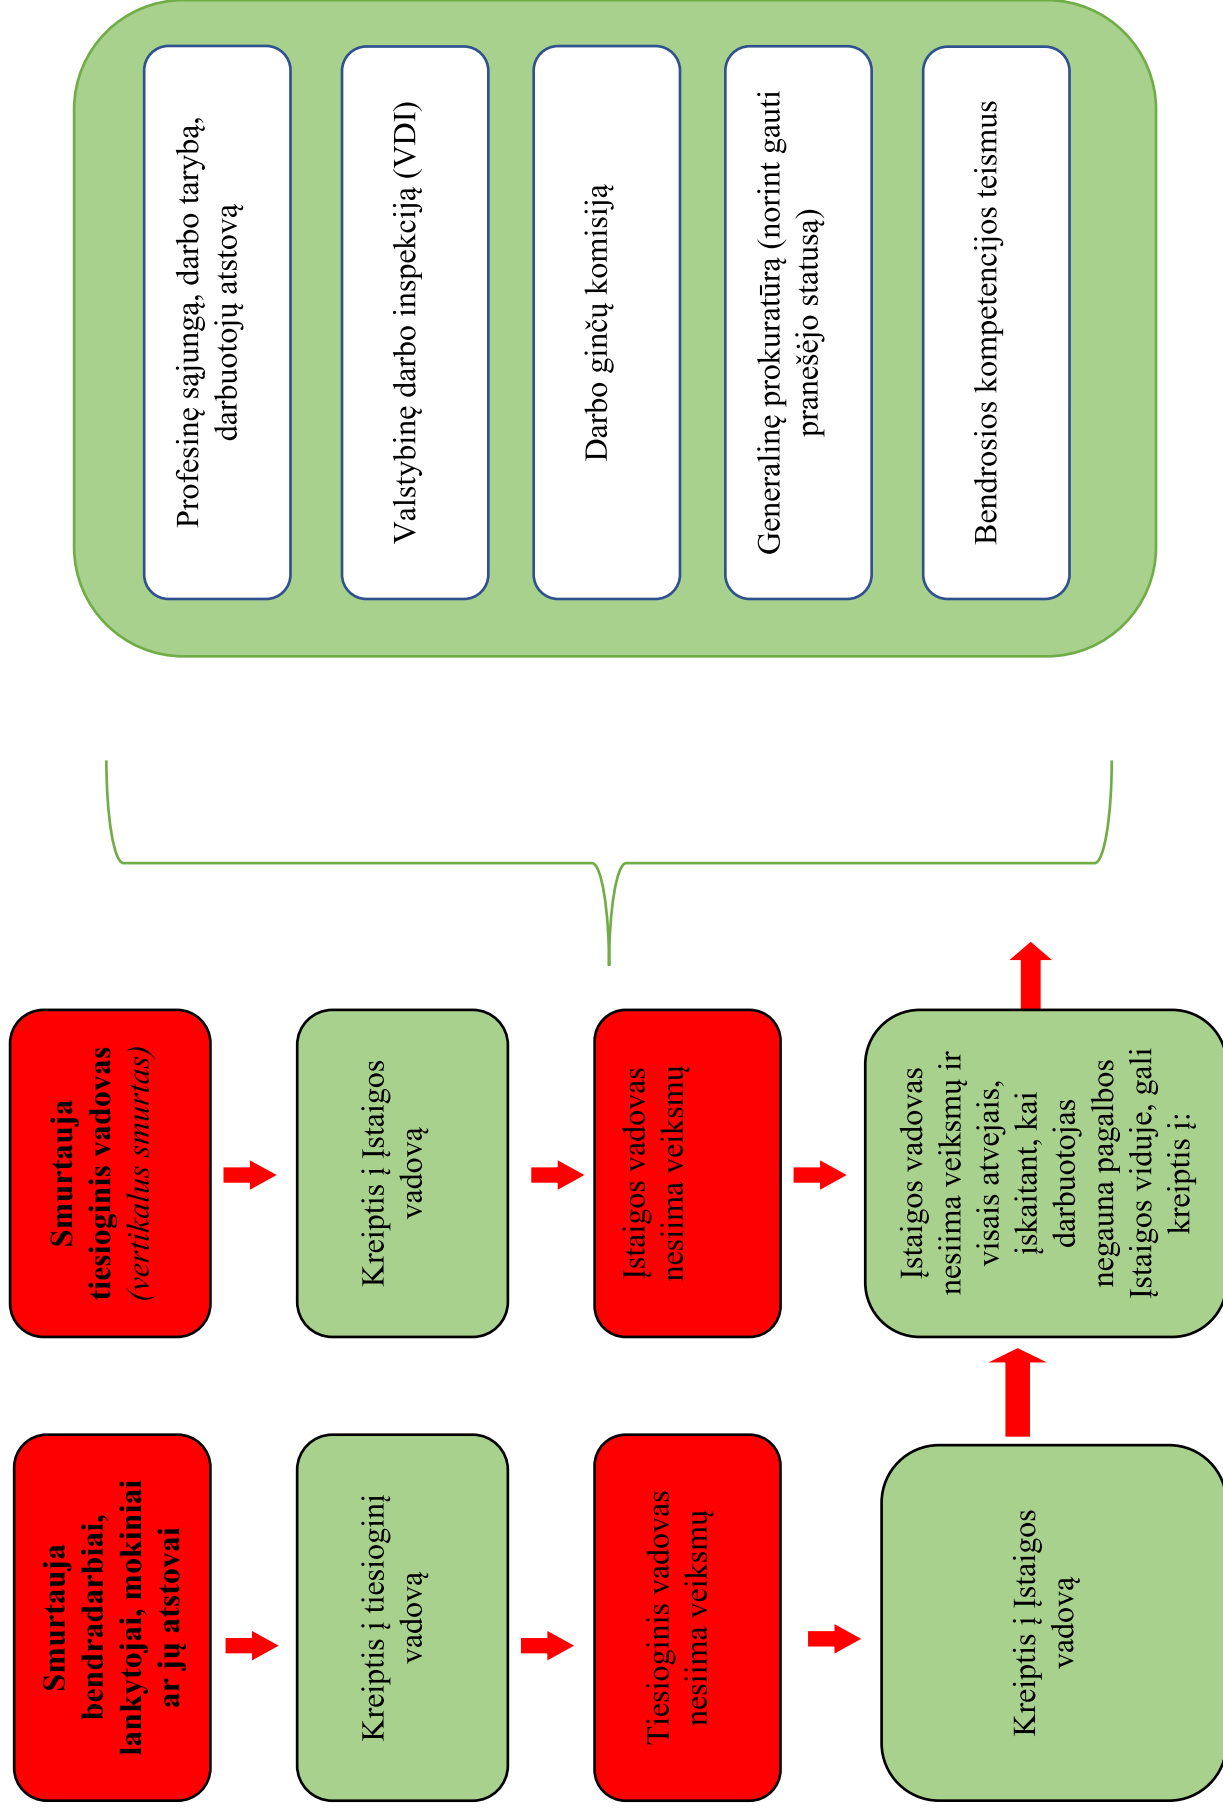 Smurtauja
bendradarbiai,
lankytojai, mokiniai
ar jų atstovai
Kreiptis į tiesioginį
vadovą
Tiesioginis vadovas
nesiima veiksmų
Kreiptis į Įstaigos
vadovą
Smurtauja
tiesioginis vadovas
(vertikalus smurtas)
Kreiptis į Įstaigos
vadovą
Įstaigos vadovas
nesiima veiksmų
Įstaigos vadovas
nesiima veiksmų ir
visais atvejais,
įskaitant, kai
darbuotojas
negauna pagalbos
Įstaigos viduje, gali
kreiptis į:
Profesinę sąjungą, darbo tarybą,
darbuotojų atstovą
Valstybinę darbo inspekciją (VDI)
Darbo ginčų komisiją
Generalinę prokuratūrą (norint gauti
pranešėjo statusą)
Bendrosios kompetencijos teismus